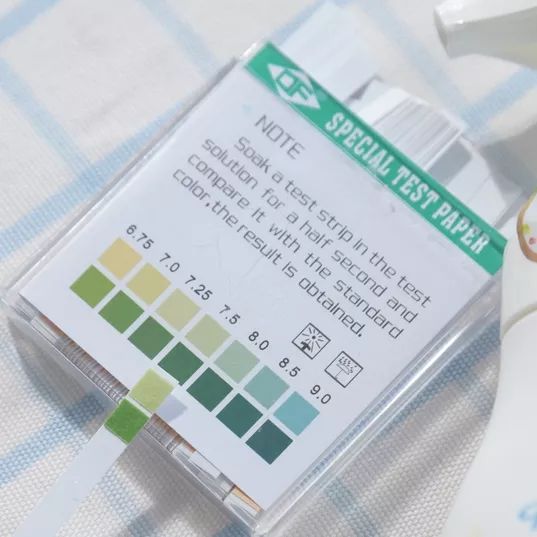 DF
SPECIAL TEST PAPER
NOTE
Soak a test strip in the test
solution for a half second and
compare it with the standard
color,the result is obtained.
6.75 7.0 7.25 7.5 8.0 8.5 9.0